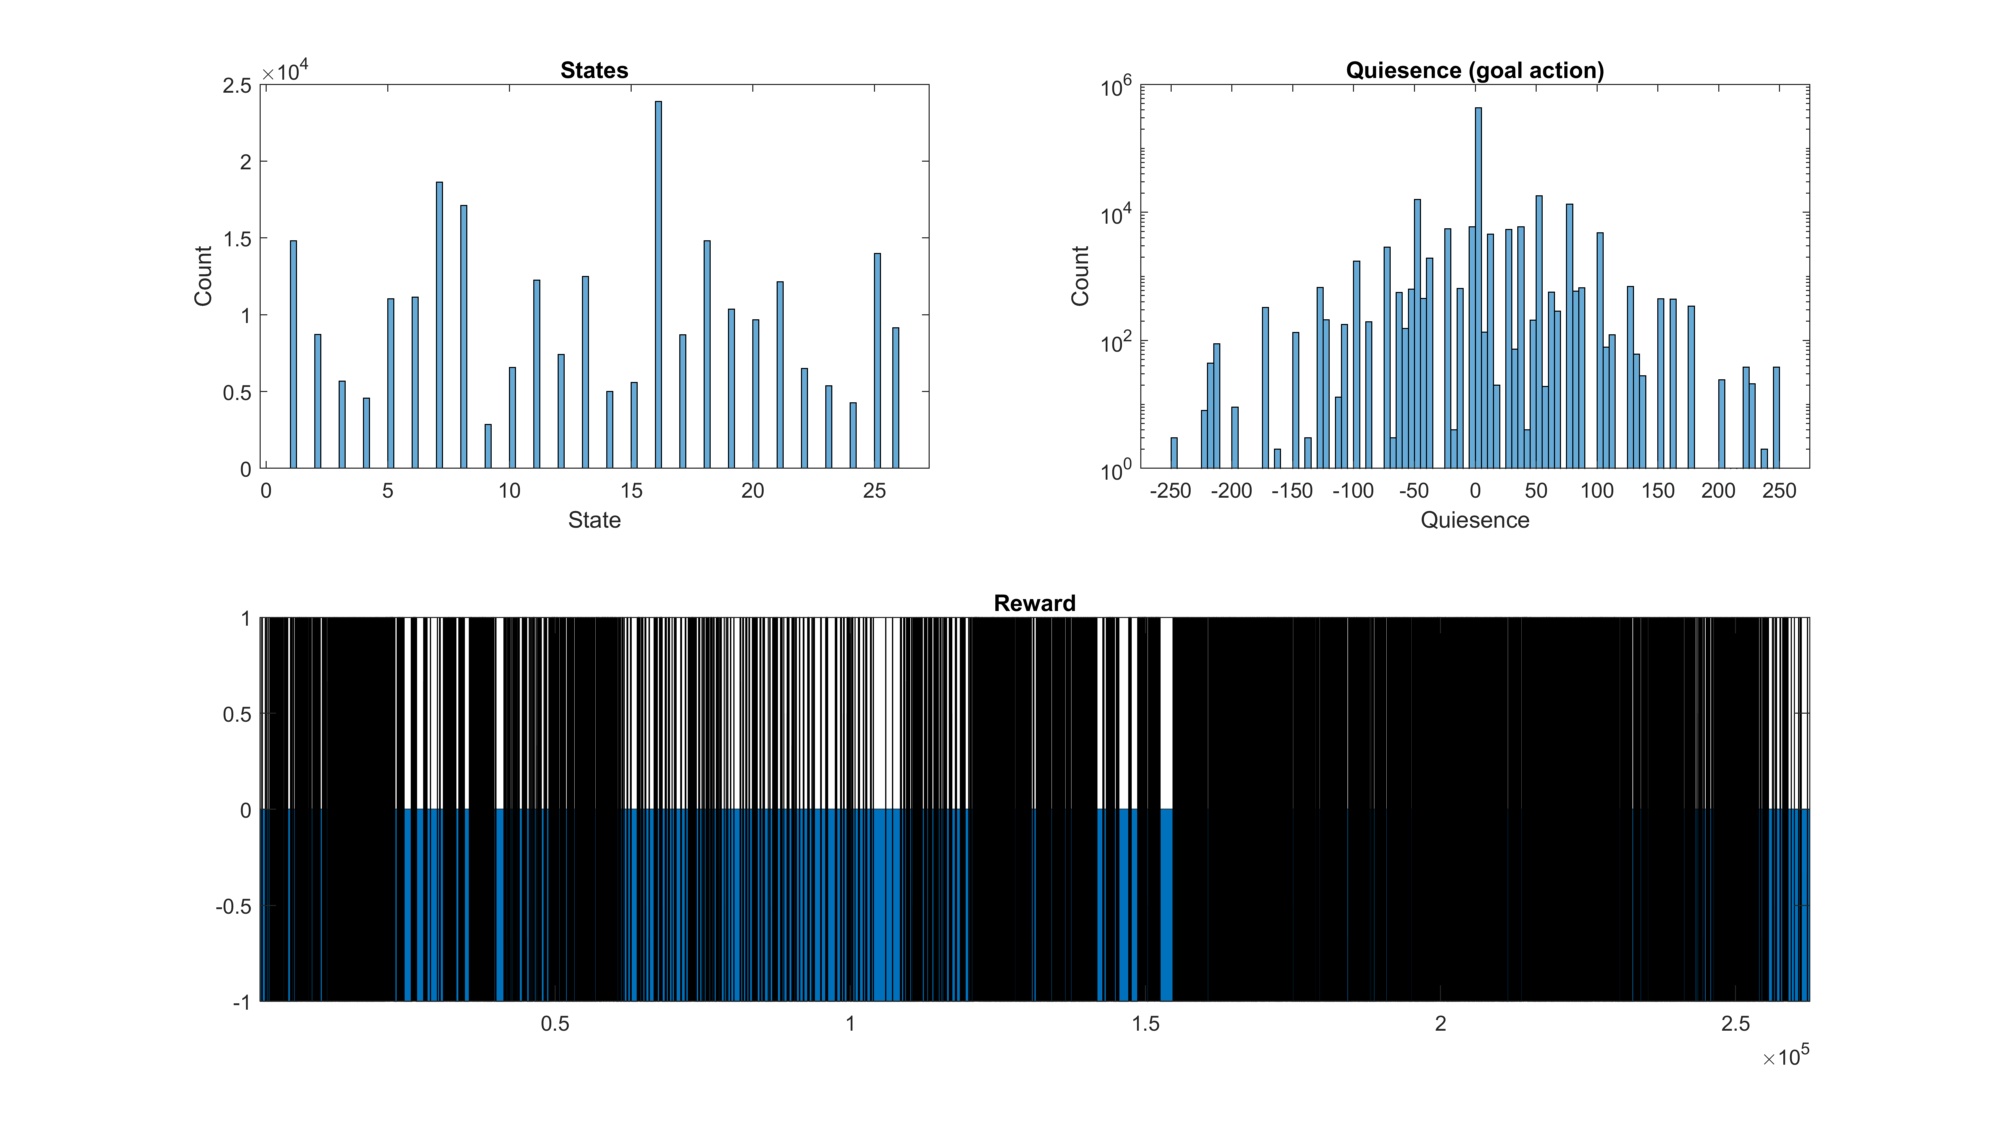 States
×10^4
2.5
2
1.5
1
0.5
0
Count
0 5 10 15 20 25
State
Quiesence (goal action)
10^6
10^4
10^2
10^0
Count
-250 -200 -150 -100 -50 0 50 100 150 200 250
Quiesence
Reward
1
0.5
0
-0.5
-1
0.5 1 1.5 2 2.5
×10^5